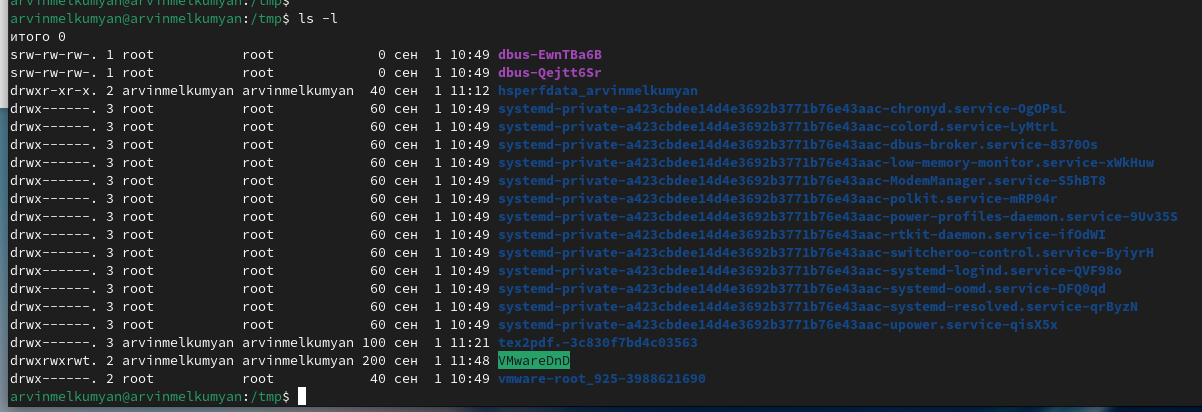 arvinmelkumyan@arvinmelkumyan:/tmp$
arvinmelkumyan@arvinmelkumyan:/tmp$ ls -l
итого 0
srw-rw-rw-. 1 root root 0 сен 1 10:49 dbus-EwnTBa6B
srw-rw-rw-. 1 root root 0 сен 1 10:49 dbus-Qejtt6Sr
drwxr-xr-x. 2 arvinmelkumyan arvinmelkumyan 40 сен 1 11:12 hsperfdata_arvinmelkumyan
drwx------. 3 root root 60 сен 1 10:49 systemd-private-a423cbdee14d4e3692b3771b76e43aac-chronyd.service-OgOPsL
drwx------. 3 root root 60 сен 1 10:49 systemd-private-a423cbdee14d4e3692b3771b76e43aac-colord.service-LyMtrL
drwx------. 3 root root 60 сен 1 10:49 systemd-private-a423cbdee14d4e3692b3771b76e43aac-dbus-broker.service-8370Os
drwx------. 3 root root 60 сен 1 10:49 systemd-private-a423cbdee14d4e3692b3771b76e43aac-low-memory-monitor.service-xWkHuw
drwx------. 3 root root 60 сен 1 10:49 systemd-private-a423cbdee14d4e3692b3771b76e43aac-ModemManager.service-S5hBT8
drwx------. 3 root root 60 сен 1 10:49 systemd-private-a423cbdee14d4e3692b3771b76e43aac-polkit.service-mRP04r
drwx------. 3 root root 60 сен 1 10:49 systemd-private-a423cbdee14d4e3692b3771b76e43aac-power-profiles-daemon.service-9Uv35S
drwx------. 3 root root 60 сен 1 10:49 systemd-private-a423cbdee14d4e3692b3771b76e43aac-rtkit-daemon.service-ifOdWI
drwx------. 3 root root 60 сен 1 10:49 systemd-private-a423cbdee14d4e3692b3771b76e43aac-switcheroo-control.service-ByiyrH
drwx------. 3 root root 60 сен 1 10:49 systemd-private-a423cbdee14d4e3692b3771b76e43aac-systemd-logind.service-QVF98o
drwx------. 3 root root 60 сен 1 10:49 systemd-private-a423cbdee14d4e3692b3771b76e43aac-systemd-oomd.service-DFQ0qd
drwx------. 3 root root 60 сен 1 10:49 systemd-private-a423cbdee14d4e3692b3771b76e43aac-systemd-resolved.service-qrByzN
drwx------. 3 root root 60 сен 1 10:49 systemd-private-a423cbdee14d4e3692b3771b76e43aac-upower.service-qisX5x
drwx------. 3 arvinmelkumyan arvinmelkumyan 100 сен 1 11:21 tex2pdf.-3c830f7bd4c03563
drwxrwxrwt. 2 arvinmelkumyan arvinmelkumyan 200 сен 1 11:48 VMwareDnD
drwx------. 2 root root 40 сен 1 10:49 vmware-root_925-3988621690
arvinmelkumyan@arvinmelkumyan:/tmp$